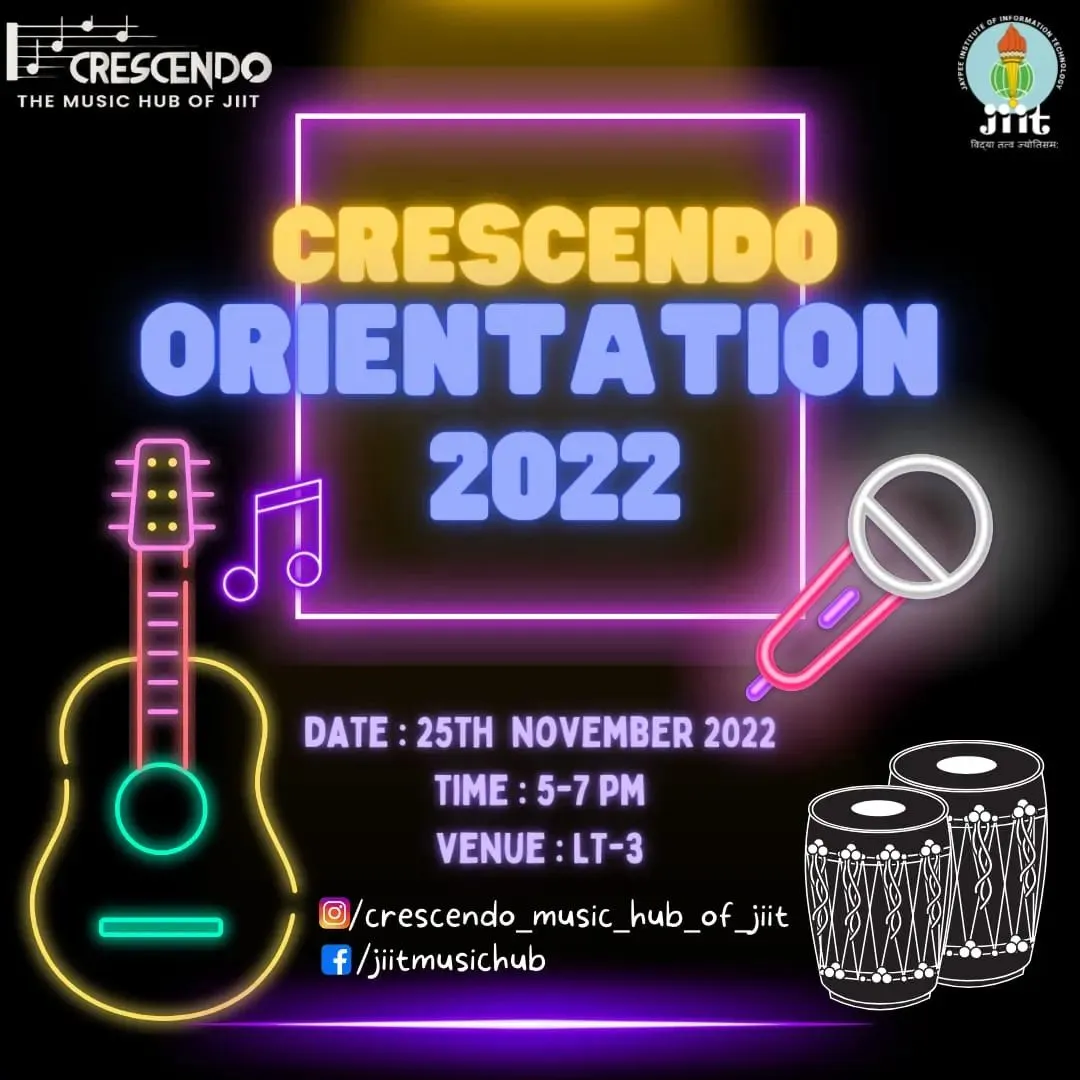 CRESCENDO
THE MUSIC HUB OF JIIT
JAYPEE INSTITUTE OF INFORMATION TECHNOLOGY
jiit
विद्या तत्व ज्योतिसम:
CRESCENDO
ORIENTATION
2022
DATE : 25TH NOVEMBER 2022
TIME : 5-7 PM
VENUE : LT-3
/crescendo_music_hub_of_jiit
/jiitmusichub